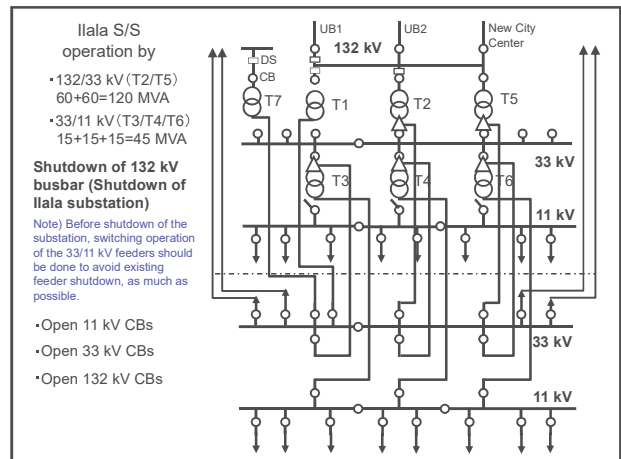 Ilala S/S
operation by
・132/33 kV(T2/T5)
60+60=120 MVA
・33/11 kV(T3/T4/T6)
15+15+15=45 MVA
Shutdown of 132 kV
busbar (Shutdown of
Ilala substation)
Note) Before shutdown of the
substation, switching operation
of the 33/11 kV feeders should
be done to avoid existing
feeder shutdown, as much as
possible.
・Open 11 kV CBs
・Open 33 kV CBs
・Open 132 kV CBs
UB1
UB2
New City
Center
132 kV
DS
CB
T7
T1
T2
T5
33 kV
T3
T4
T6
11 kV
33 kV
11 kV